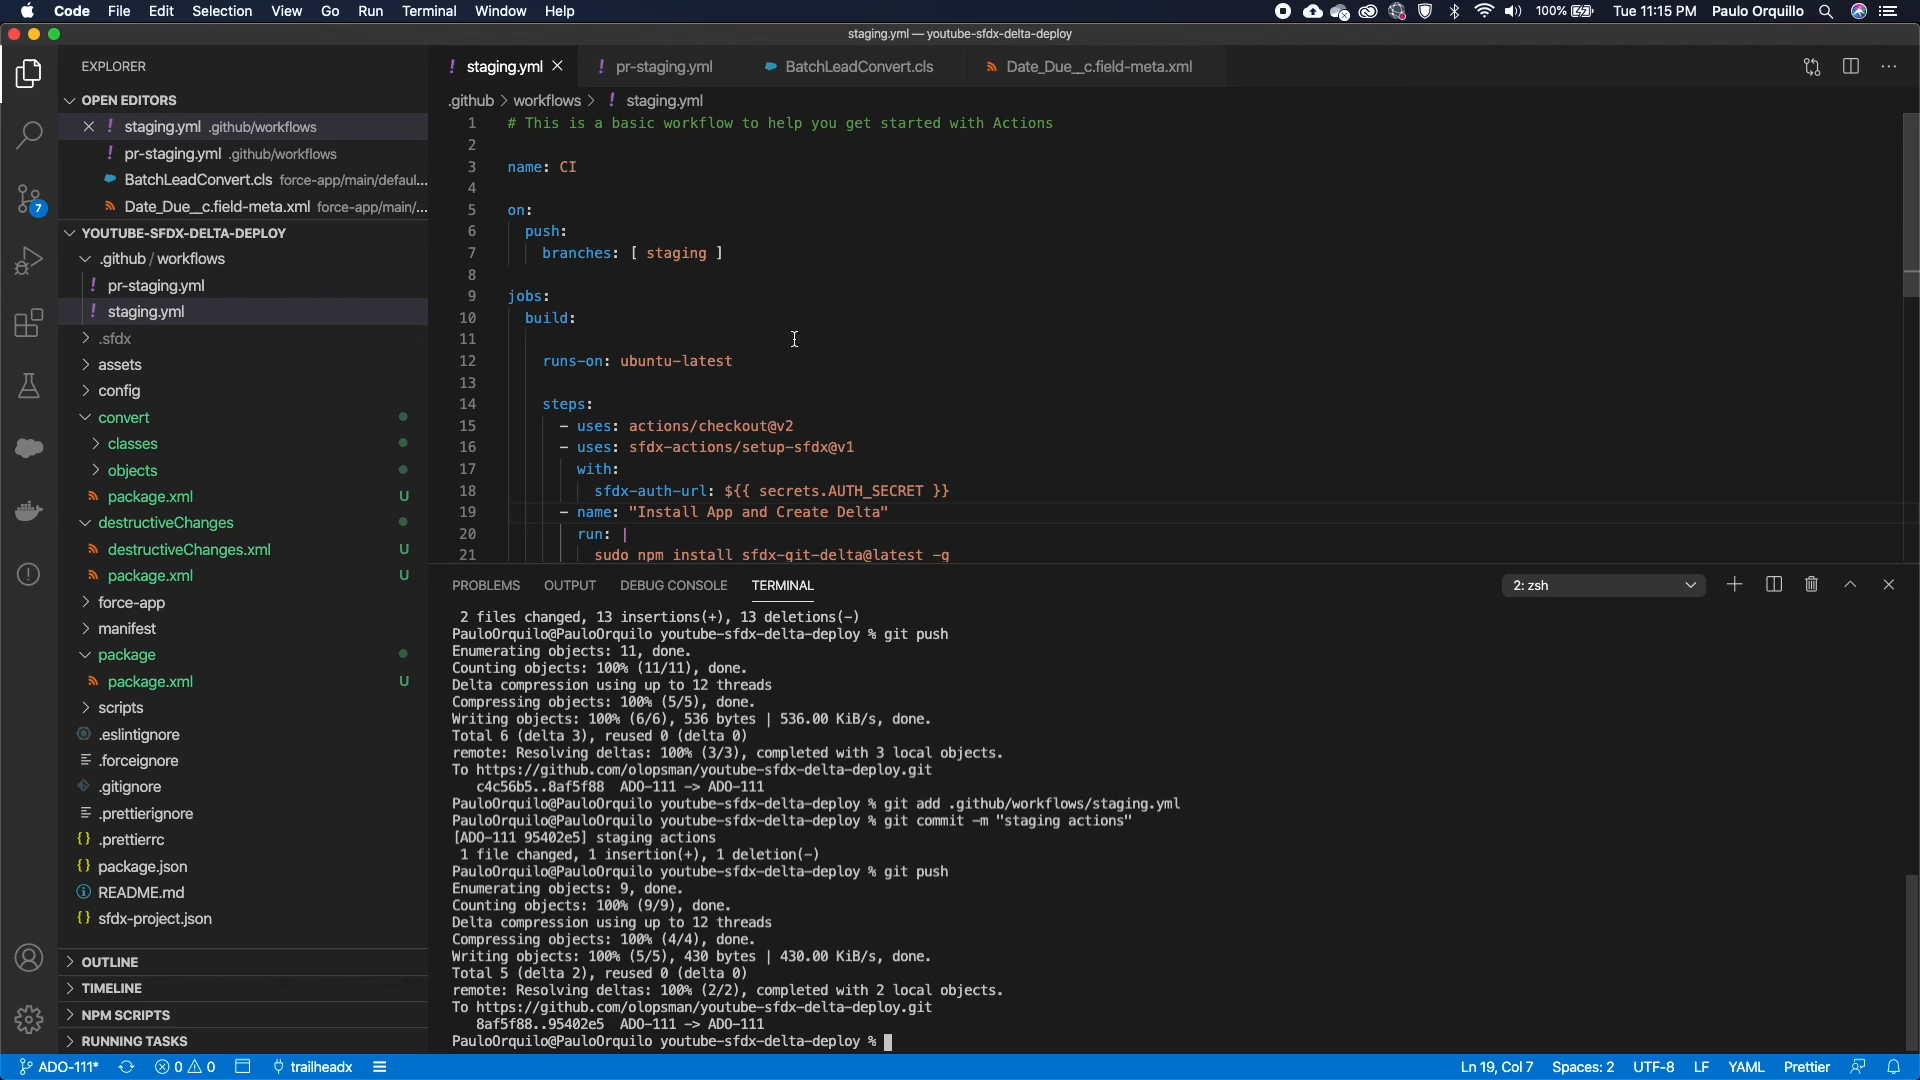 Code File Edit Selection View Go Run Terminal Window Help 100% Tue 11:15 PM Paulo Orquillo
staging.yml — youtube-sfdx-delta-deploy
EXPLORER
OPEN EDITORS
staging.yml .github/workflows
pr-staging.yml .github/workflows
BatchLeadConvert.cls force-app/main/defaul...
Date_Due__c.field-meta.xml force-app/main/...
YOUTUBE-SFDX-DELTA-DEPLOY
.github / workflows
pr-staging.yml
staging.yml
.sfdx
assets
config
convert
classes
objects
package.xml U
destructiveChanges
destructiveChanges.xml U
package.xml U
force-app
manifest
package
package.xml U
scripts
.eslintignore
.forceignore
.gitignore
.prettierignore
.prettierrc
package.json
README.md
sfdx-project.json
OUTLINE
TIMELINE
NPM SCRIPTS
RUNNING TASKS
7
staging.yml pr-staging.yml BatchLeadConvert.cls Date_Due__c.field-meta.xml
.github > workflows > ! staging.yml
1 # This is a basic workflow to help you get started with Actions
2
3 name: CI
4
5 on:
6 push:
7 branches: [ staging ]
8
9 jobs:
10 build:
11
12 runs-on: ubuntu-latest
13
14 steps:
15 - uses: actions/checkout@v2
16 - uses: sfdx-actions/setup-sfdx@v1
17 with:
18 sfdx-auth-url: ${{ secrets.AUTH_SECRET }}
19 - name: "Install App and Create Delta"
20 run: |
21 sudo npm install sfdx-git-delta@latest -g
PROBLEMS OUTPUT DEBUG CONSOLE TERMINAL 2: zsh
2 files changed, 13 insertions(+), 13 deletions(-)
PauloOrquilo@PauloOrquilo youtube-sfdx-delta-deploy % git push
Enumerating objects: 11, done.
Counting objects: 100% (11/11), done.
Delta compression using up to 12 threads
Compressing objects: 100% (5/5), done.
Writing objects: 100% (6/6), 536 bytes | 536.00 KiB/s, done.
Total 6 (delta 3), reused 0 (delta 0)
remote: Resolving deltas: 100% (3/3), completed with 3 local objects.
To https://github.com/olopsman/youtube-sfdx-delta-deploy.git
c4c56b5..8af5f88 ADO-111 -> ADO-111
PauloOrquilo@PauloOrquilo youtube-sfdx-delta-deploy % git add .github/workflows/staging.yml
PauloOrquilo@PauloOrquilo youtube-sfdx-delta-deploy % git commit -m "staging actions"
[ADO-111 95402e5] staging actions
1 file changed, 1 insertion(+), 1 deletion(-)
PauloOrquilo@PauloOrquilo youtube-sfdx-delta-deploy % git push
Enumerating objects: 9, done.
Counting objects: 100% (9/9), done.
Delta compression using up to 12 threads
Compressing objects: 100% (4/4), done.
Writing objects: 100% (5/5), 430 bytes | 430.00 KiB/s, done.
Total 5 (delta 2), reused 0 (delta 0)
remote: Resolving deltas: 100% (2/2), completed with 2 local objects.
To https://github.com/olopsman/youtube-sfdx-delta-deploy.git
8af5f88..95402e5 ADO-111 -> ADO-111
PauloOrquilo@PauloOrquilo youtube-sfdx-delta-deploy %
ADO-111* 0 0 trailheadx Ln 19, Col 7 Spaces: 2 UTF-8 LF YAML Prettier